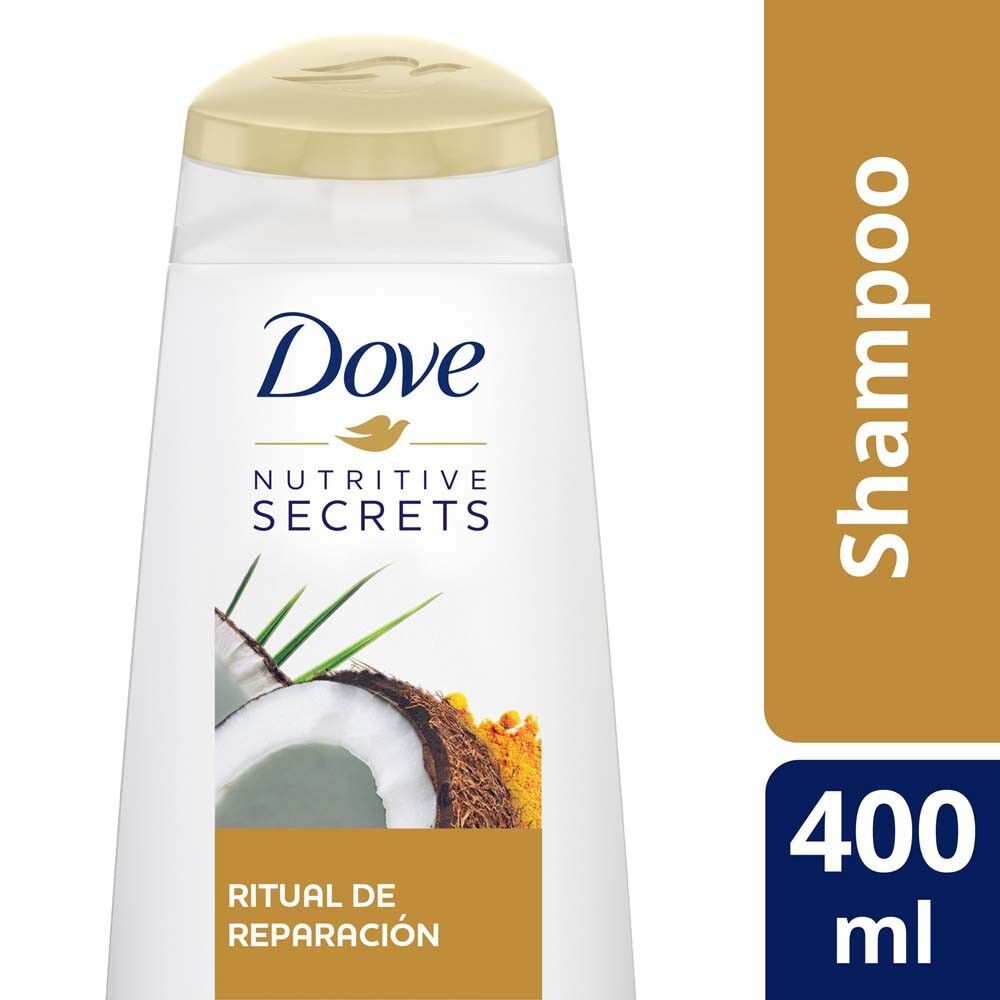 Dove
NUTRITIVE
SECRETS
RITUAL DE
REPARACIÓN
Shampoo
400
ml